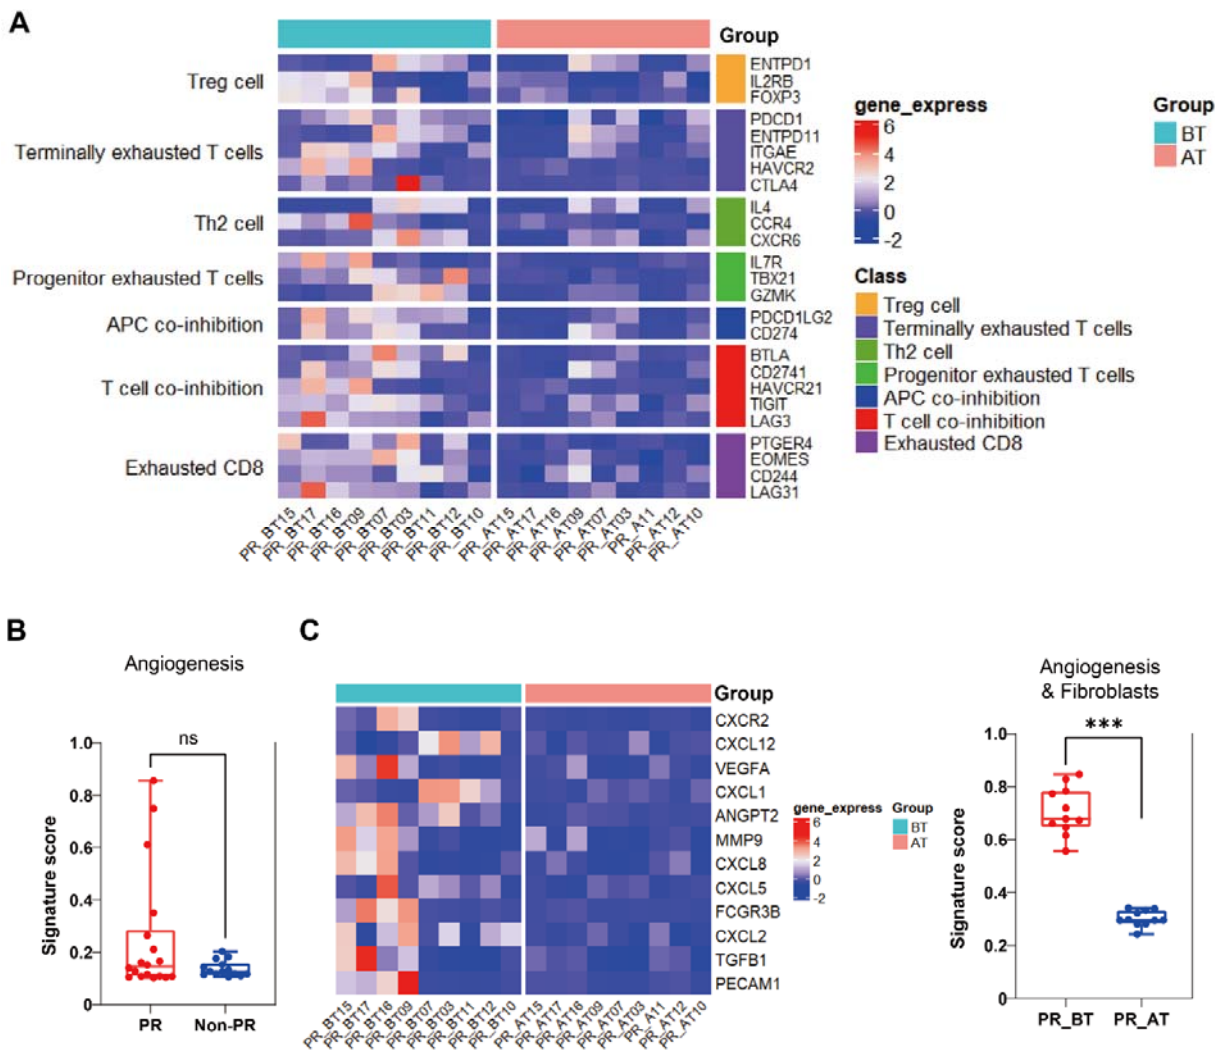 A
Group
Treg cell
Terminally exhausted T cells
Th2 cell
Progenitor exhausted T cells
APC co-inhibition
T cell co-inhibition
Exhausted CD8
ENTPD1
IL2RB
FOXP3
PDCD1
ENTPD11
ITGAE
HAVCR2
CTLA4
IL4
CCR4
CXCR6
IL7R
TBX21
GZMK
PDCD1LG2
CD274
BTLA
CD2741
HAVCR21
TIGIT
LAG3
PTGER4
EOMES
CD244
LAG31
PR_BT15
PR_BT17
PR_BT16
PR_BT09
PR_BT07
PR_BT03
PR_BT11
PR_BT12
PR_BT10
PR_AT15
PR_AT17
PR_AT16
PR_AT09
PR_AT07
PR_AT03
PR_A11
PR_AT12
PR_AT10
gene_express
6
4
2
0
-2
Group
BT
AT
Class
Treg cell
Terminally exhausted T cells
Th2 cell
Progenitor exhausted T cells
APC co-inhibition
T cell co-inhibition
Exhausted CD8
B
Angiogenesis
ns
Signature score
1.0
0.8
0.6
0.4
0.2
0
PR
Non-PR
C
Group
CXCR2
CXCL12
VEGFA
CXCL1
ANGPT2
MMP9
CXCL8
CXCL5
FCGR3B
CXCL2
TGFB1
PECAM1
PR_BT15
PR_BT17
PR_BT16
PR_BT09
PR_BT07
PR_BT03
PR_BT11
PR_BT12
PR_BT10
PR_AT15
PR_AT17
PR_AT16
PR_AT09
PR_AT07
PR_AT03
PR_A11
PR_AT12
PR_AT10
gene_express
6
4
2
0
-2
Group
BT
AT
Angiogenesis
& Fibroblasts
***
Signature score
1.0
0.8
0.6
0.4
0.2
0
PR_BT
PR_AT